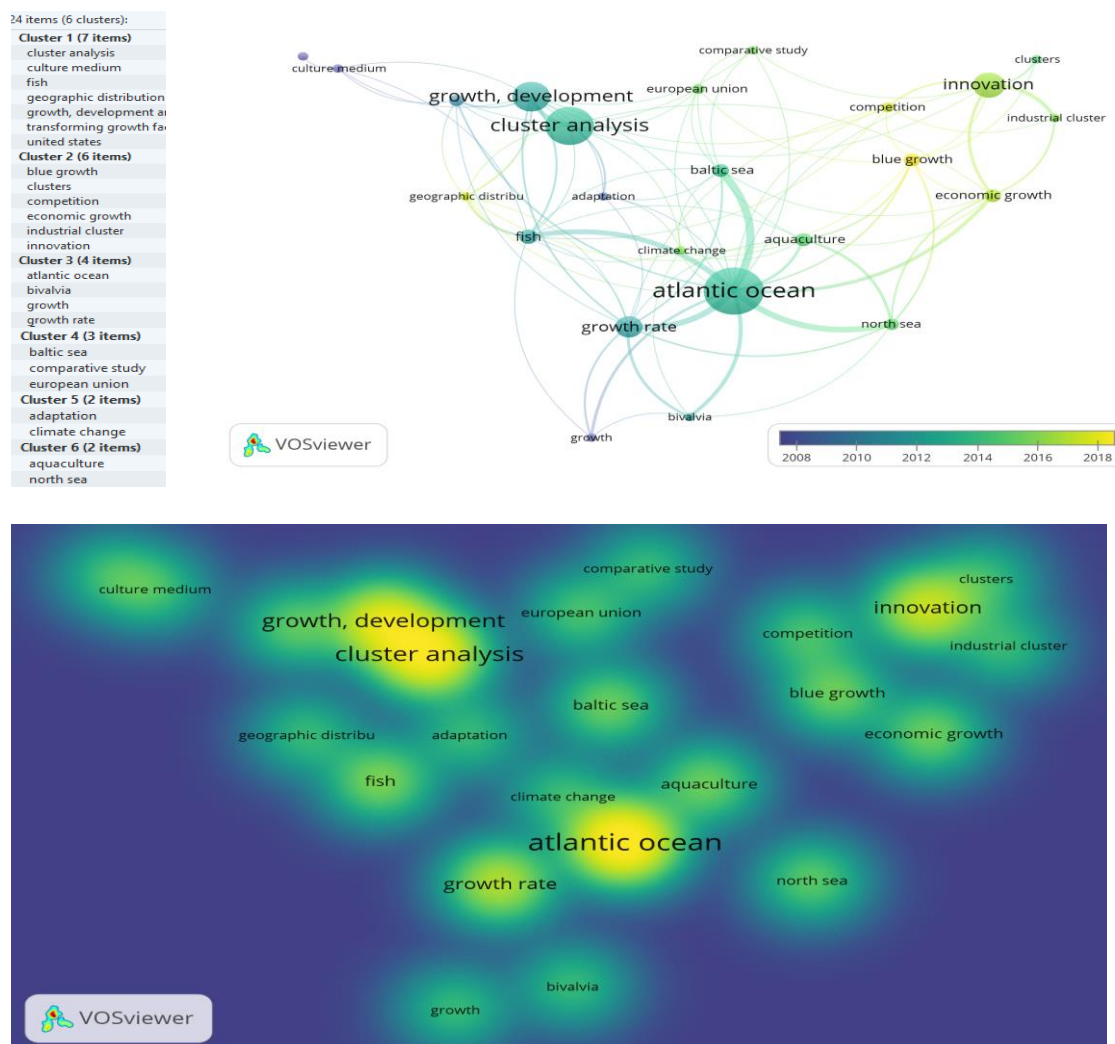 24 items (6 clusters):
Cluster 1 (7 items)
cluster analysis
culture medium
fish
geographic distribution
growth, development a
transforming growth fa
united states
Cluster 2 (6 items)
blue growth
clusters
competition
economic growth
industrial cluster
innovation
Cluster 3 (4 items)
atlantic ocean
bivalvia
growth
growth rate
Cluster 4 (3 items)
baltic sea
comparative study
european union
Cluster 5 (2 items)
adaptation
climate change
Cluster 6 (2 items)
aquaculture
north sea
comparative study
clusters
culture medium
european union
innovation
growth, development
competition
industrial cluster
cluster analysis
blue growth
baltic sea
geographic distribu
adaptation
economic growth
fish
climate change
aquaculture
atlantic ocean
growth rate
north sea
bivalvia
growth
VOSviewer
2008 2010 2012 2014 2016 2018
comparative study
culture medium
clusters
european union
innovation
growth, development
competition
industrial cluster
cluster analysis
blue growth
baltic sea
geographic distribu
adaptation
economic growth
fish
climate change
aquaculture
atlantic ocean
growth rate
north sea
bivalvia
growth
VOSviewer